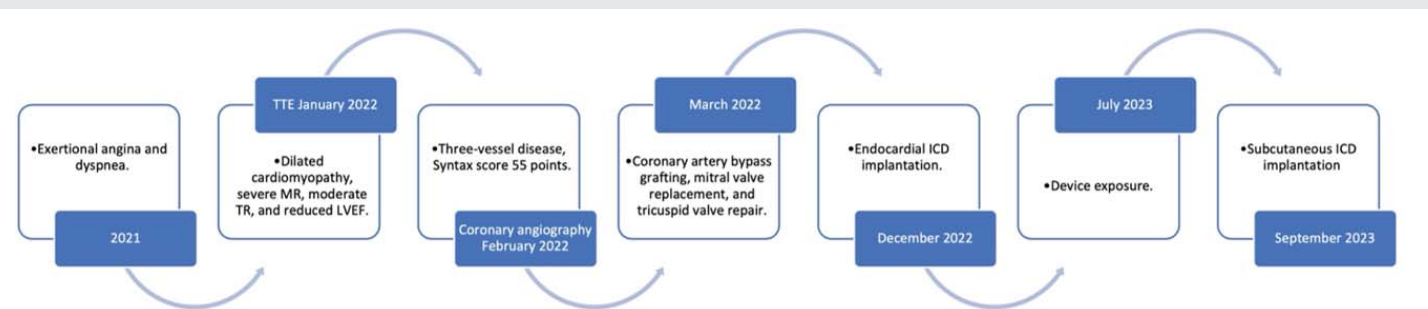 •Exertional angina and
dyspnea.
2021
TTE January 2022
•Dilated
cardiomyopathy,
severe MR, moderate
TR, and reduced LVEF.
•Three-vessel disease,
Syntax score 55 points.
Coronary angiography
February 2022
March 2022
•Coronary artery bypass
grafting, mitral valve
replacement, and
tricuspid valve repair.
•Endocardial ICD
implantation.
December 2022
July 2023
•Device exposure.
•Subcutaneous ICD
implantation
September 2023